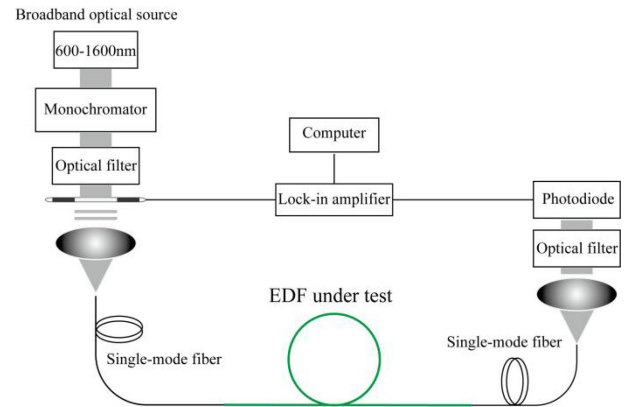 Broadband optical source
600-1600nm
Monochromator
Computer
Optical filter
Lock-in amplifier
Photodiode
Optical filter
EDF under test
Single-mode fiber
Single-mode fiber